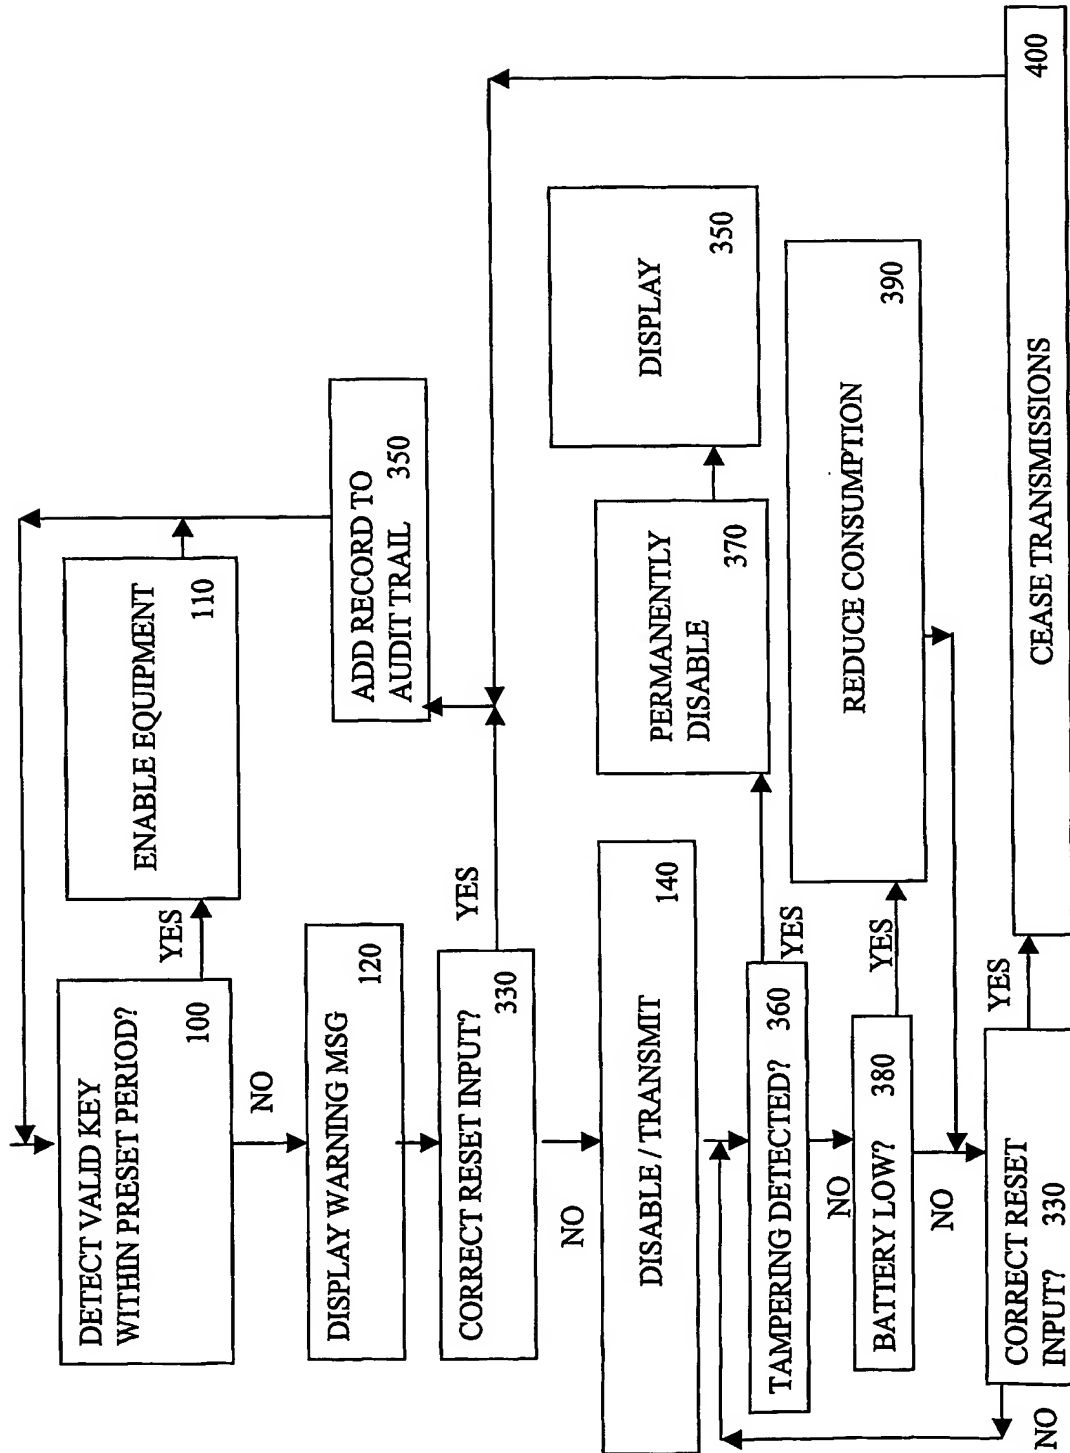 DETECT VALID KEY
WITHIN PRESET PERIOD?
100
YES
ENABLE EQUIPMENT
110
NO
DISPLAY WARNING MSG
120
CORRECT RESET INPUT?
330
YES
ADD RECORD TO
AUDIT TRAIL 350
NO
DISABLE / TRANSMIT
140
TAMPERING DETECTED? 360
YES
PERMANENTLY
DISABLE
370
DISPLAY
350
NO
BATTERY LOW? 380
YES
REDUCE CONSUMPTION
390
NO
CORRECT RESET
INPUT? 330
YES
CEASE TRANSMISSIONS
400
NO